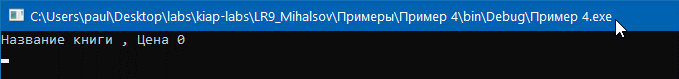 C:\Users\paul\Desktop\labs\kiap-labs\LR9_Mihalsov\Примеры\Пример 4\bin\Debug\Пример 4.exe
Название книги , Цена 0